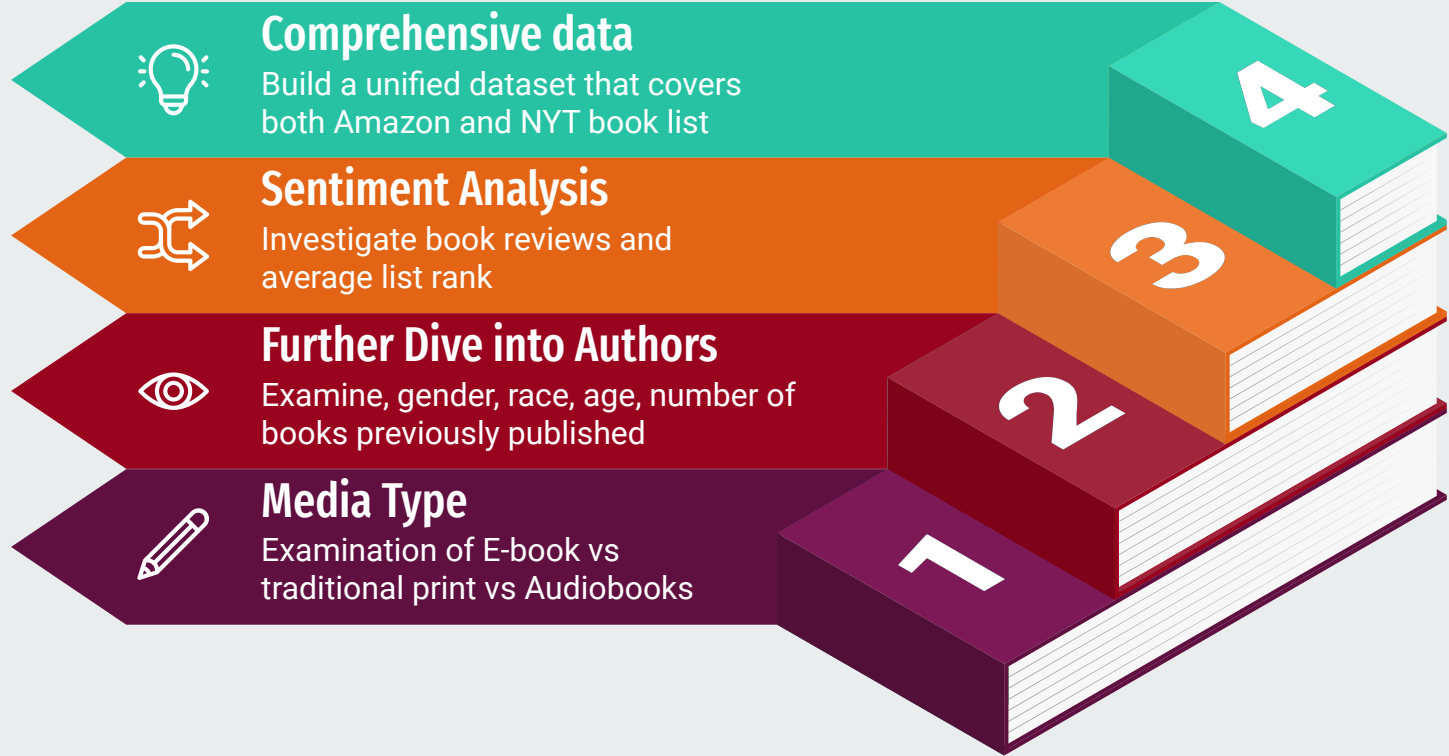 Comprehensive data
Build a unified dataset that covers
both Amazon and NYT book list
4
Sentiment Analysis
Investigate book reviews and
average list rank
3
Further Dive into Authors
Examine, gender, race, age, number of
books previously published
2
Media Type
Examination of E-book vs
traditional print vs Audiobooks
1